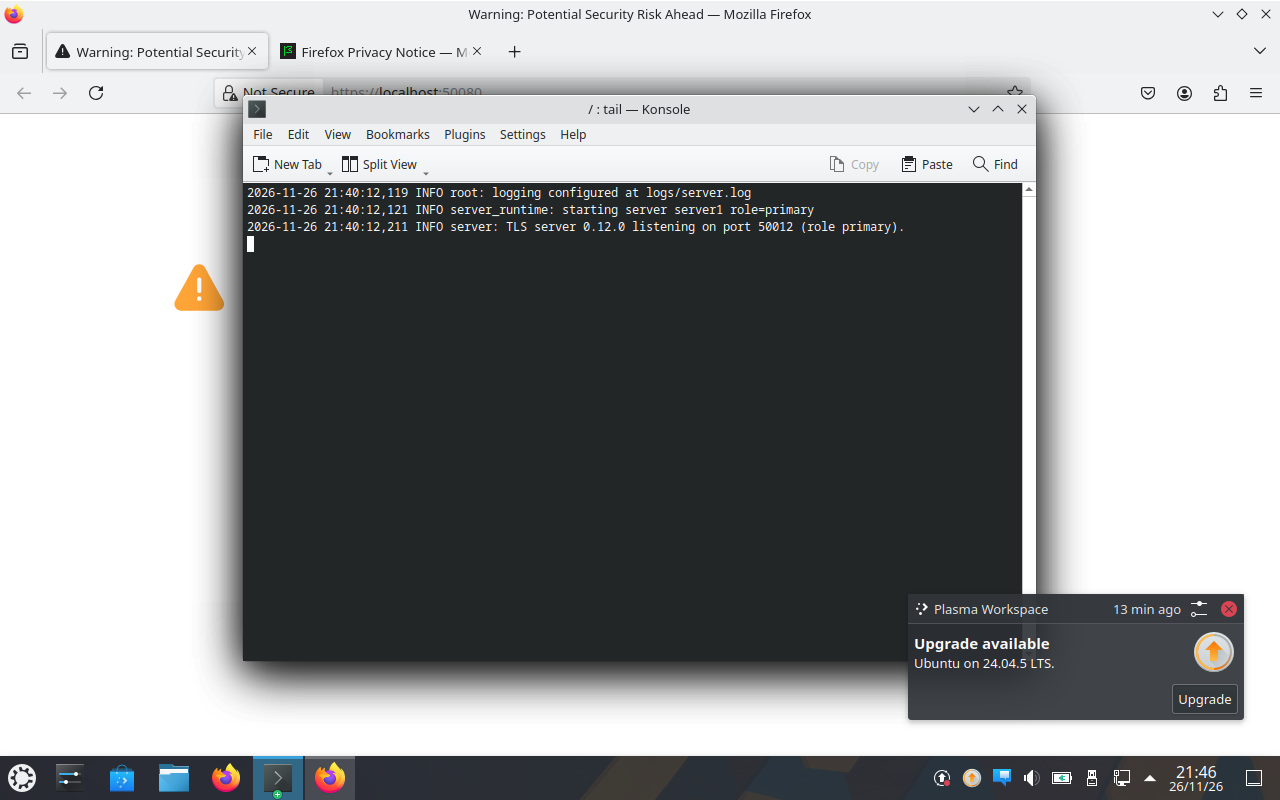 Warning: Potential Security Risk Ahead — Mozilla Firefox
Warning: Potential Security
Firefox Privacy Notice — M
Not Secure
https://localhost:50080
/ : tail — Konsole
File Edit View Bookmarks Plugins Settings Help
New Tab Split View Copy Paste Find
2026-11-26 21:40:12,119 INFO root: logging configured at logs/server.log
2026-11-26 21:40:12,121 INFO server_runtime: starting server server1 role=primary
2026-11-26 21:40:12,211 INFO server: TLS server 0.12.0 listening on port 50012 (role primary).
Plasma Workspace 13 min ago
Upgrade available
Ubuntu on 24.04.5 LTS.
Upgrade
21:46
26/11/26